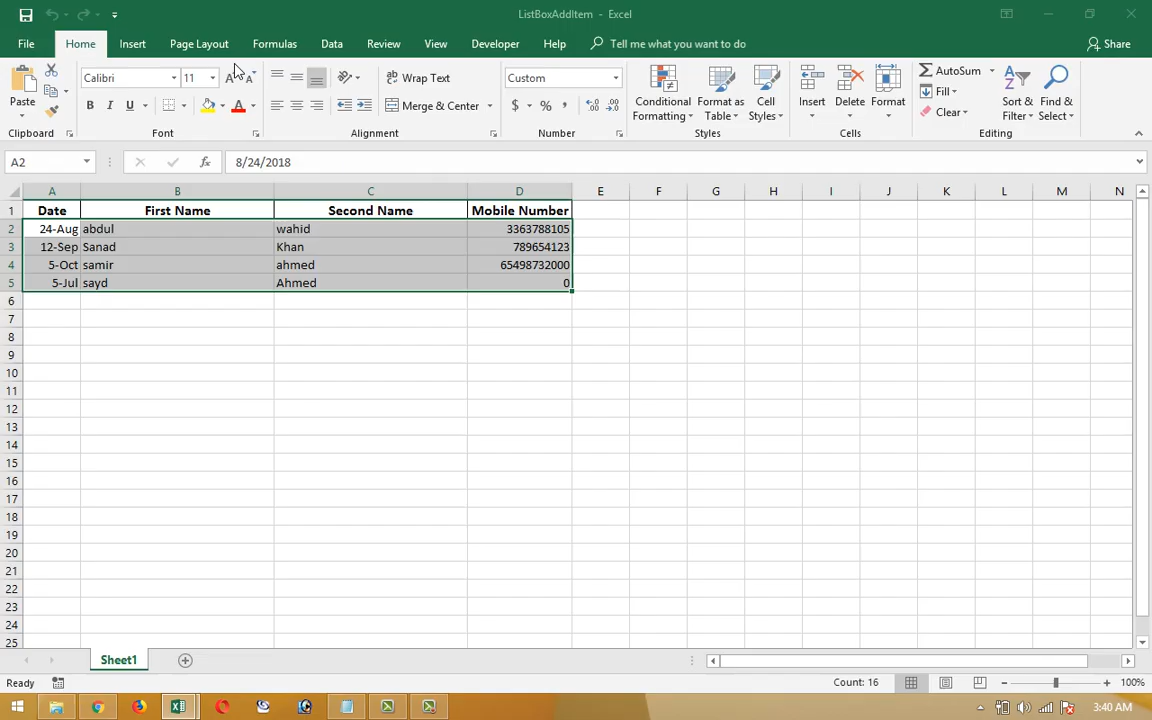 ListBoxAddItem - Excel
File Home Insert Page Layout Formulas Data Review View Developer Help Tell me what you want to do Share
Paste
Clipboard
Calibri 11
B I U A
Font
Wrap Text
Merge & Center
Alignment
Custom
$ % ,
Number
Conditional Formatting
Format as Table
Cell Styles
Styles
Insert Delete Format
Cells
AutoSum
Fill
Clear
Sort & Filter
Find & Select
Editing
A2 fx 8/24/2018
A B C D E F G H I J K L M N
1 Date First Name Second Name Mobile Number
2 24-Aug abdul wahid 3363788105
3 12-Sep Sanad Khan 789654123
4 5-Oct samir ahmed 65498732000
5 5-Jul sayd Ahmed 0
6
7
8
9
10
11
12
13
14
15
16
17
18
19
20
21
22
23
24
25
Sheet1
Ready Count: 16 100%
3:40 AM